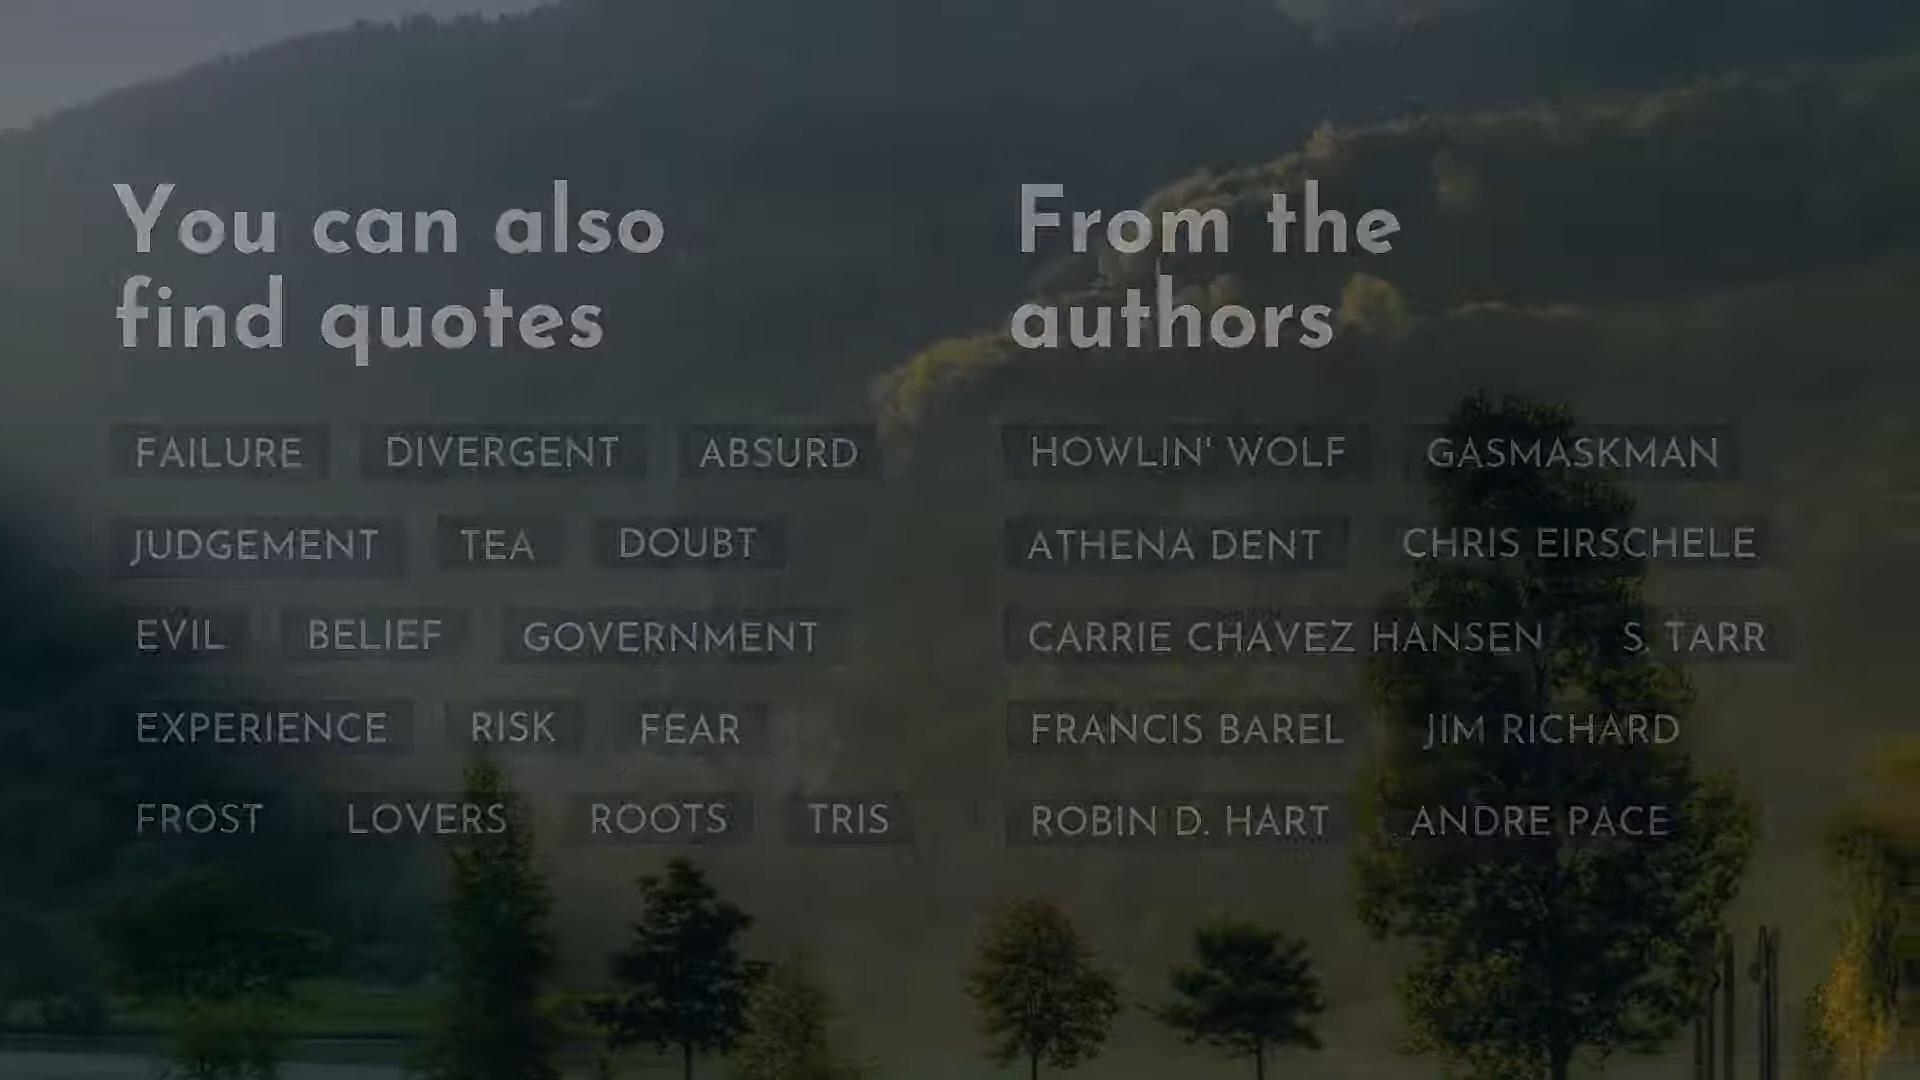 You can also
find quotes
FAILURE DIVERGENT ABSURD
JUDGEMENT TEA DOUBT
EVIL BELIEF GOVERNMENT
EXPERIENCE RISK FEAR
FROST LOVERS ROOTS TRIS
From the
authors
HOWLIN' WOLF GASMASKMAN
ATHENA DENT CHRIS EIRSCHELE
CARRIE CHAVEZ HANSEN S. TARR
FRANCIS BAREL JIM RICHARD
ROBIN D. HART ANDRE PACE